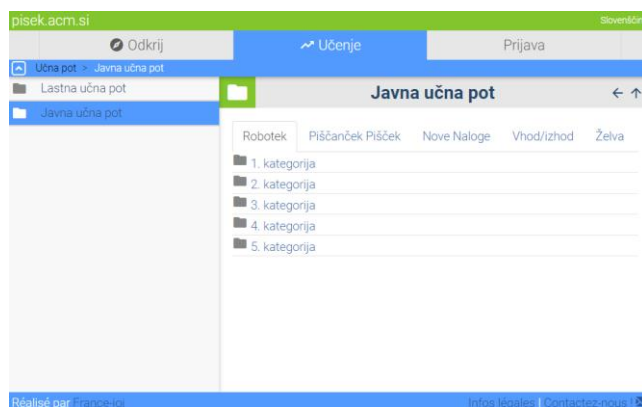 pisek.acm.si
Slovenščin
Odkrij
Učenje
Prijava
Učna pot > Javna učna pot
Lastna učna pot
Javna učna pot
Javna učna pot
Robotek Piščanček Pišček Nove Naloge Vhod/izhod Želva
1. kategorija
2. kategorija
3. kategorija
4. kategorija
5. kategorija
Réalisé par France-ioi
Infos légales | Contactez-nous !